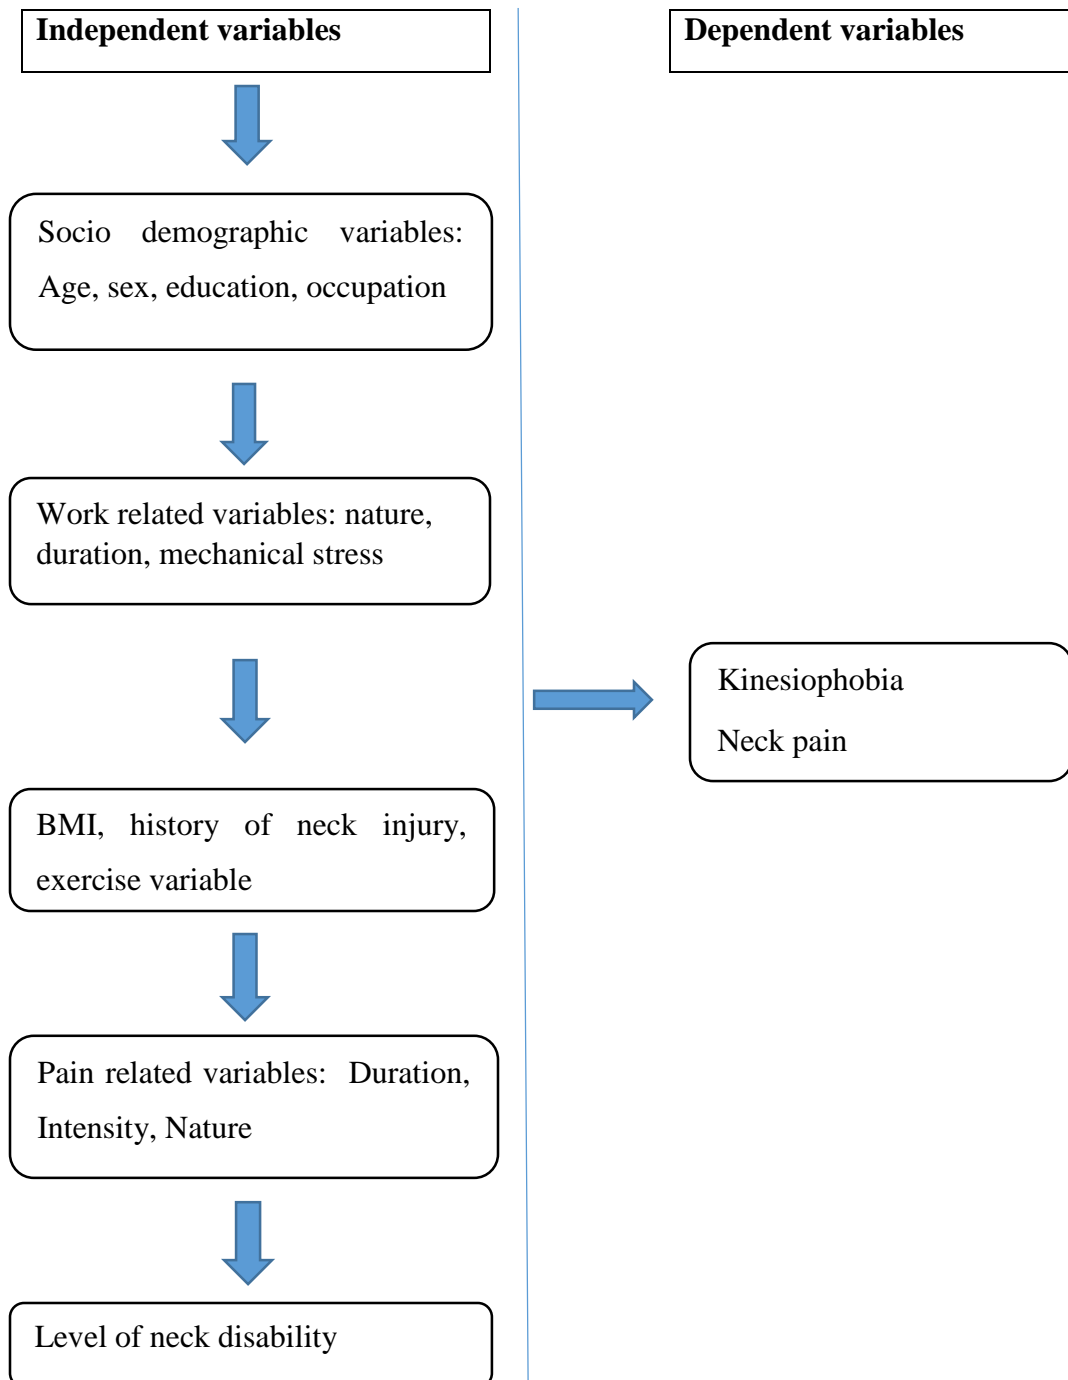 Independent variables
Dependent variables
Socio demographic variables:
Age, sex, education, occupation
Work related variables: nature,
duration, mechanical stress
Kinesiophobia
Neck pain
BMI, history of neck injury,
exercise variable
Pain related variables: Duration,
Intensity, Nature
Level of neck disability